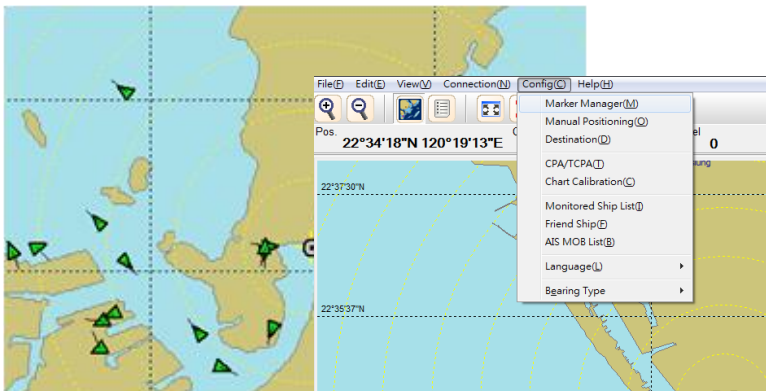 File(F) Edit(E) View(V) Connection(N) Config(C) Help(H)
Pos.
22°34'18"N 120°19'13"E
0
Marker Manager(M)
Manual Positioning(O)
Destination(D)
CPA/TCPA(T)
Chart Calibration(C)
Monitored Ship List(I)
Friend Ship(F)
AIS MOB List(B)
Language(L)
Bearing Type
22°37'30"N
22°35'37"N